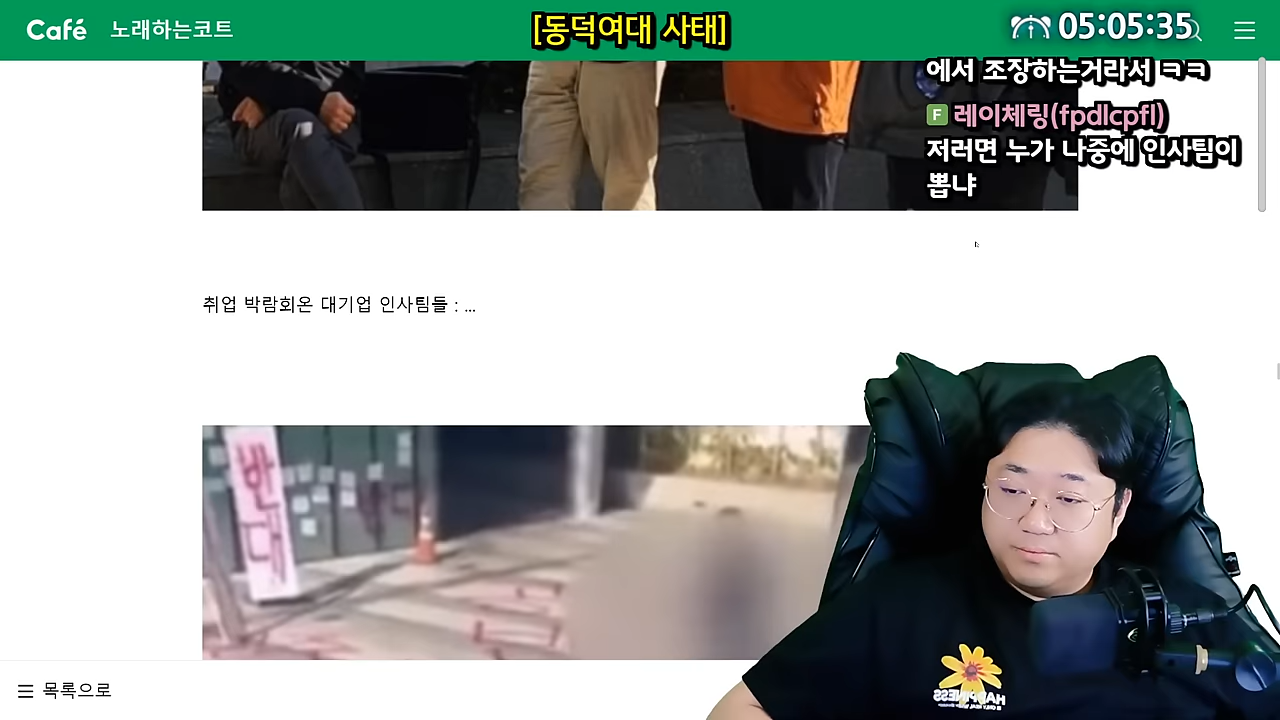 Café 노래하는코트
[동덕여대 사태]
05:05:35
에서 조장하는거라서 ㅋㅋ
F 레이체링(fpdlcpfl)
저러면 누가 나중에 인사팀이
뽑냐
취업 박람회온 대기업 인사팀들 : ...
반대
HAPPINESS
목록으로